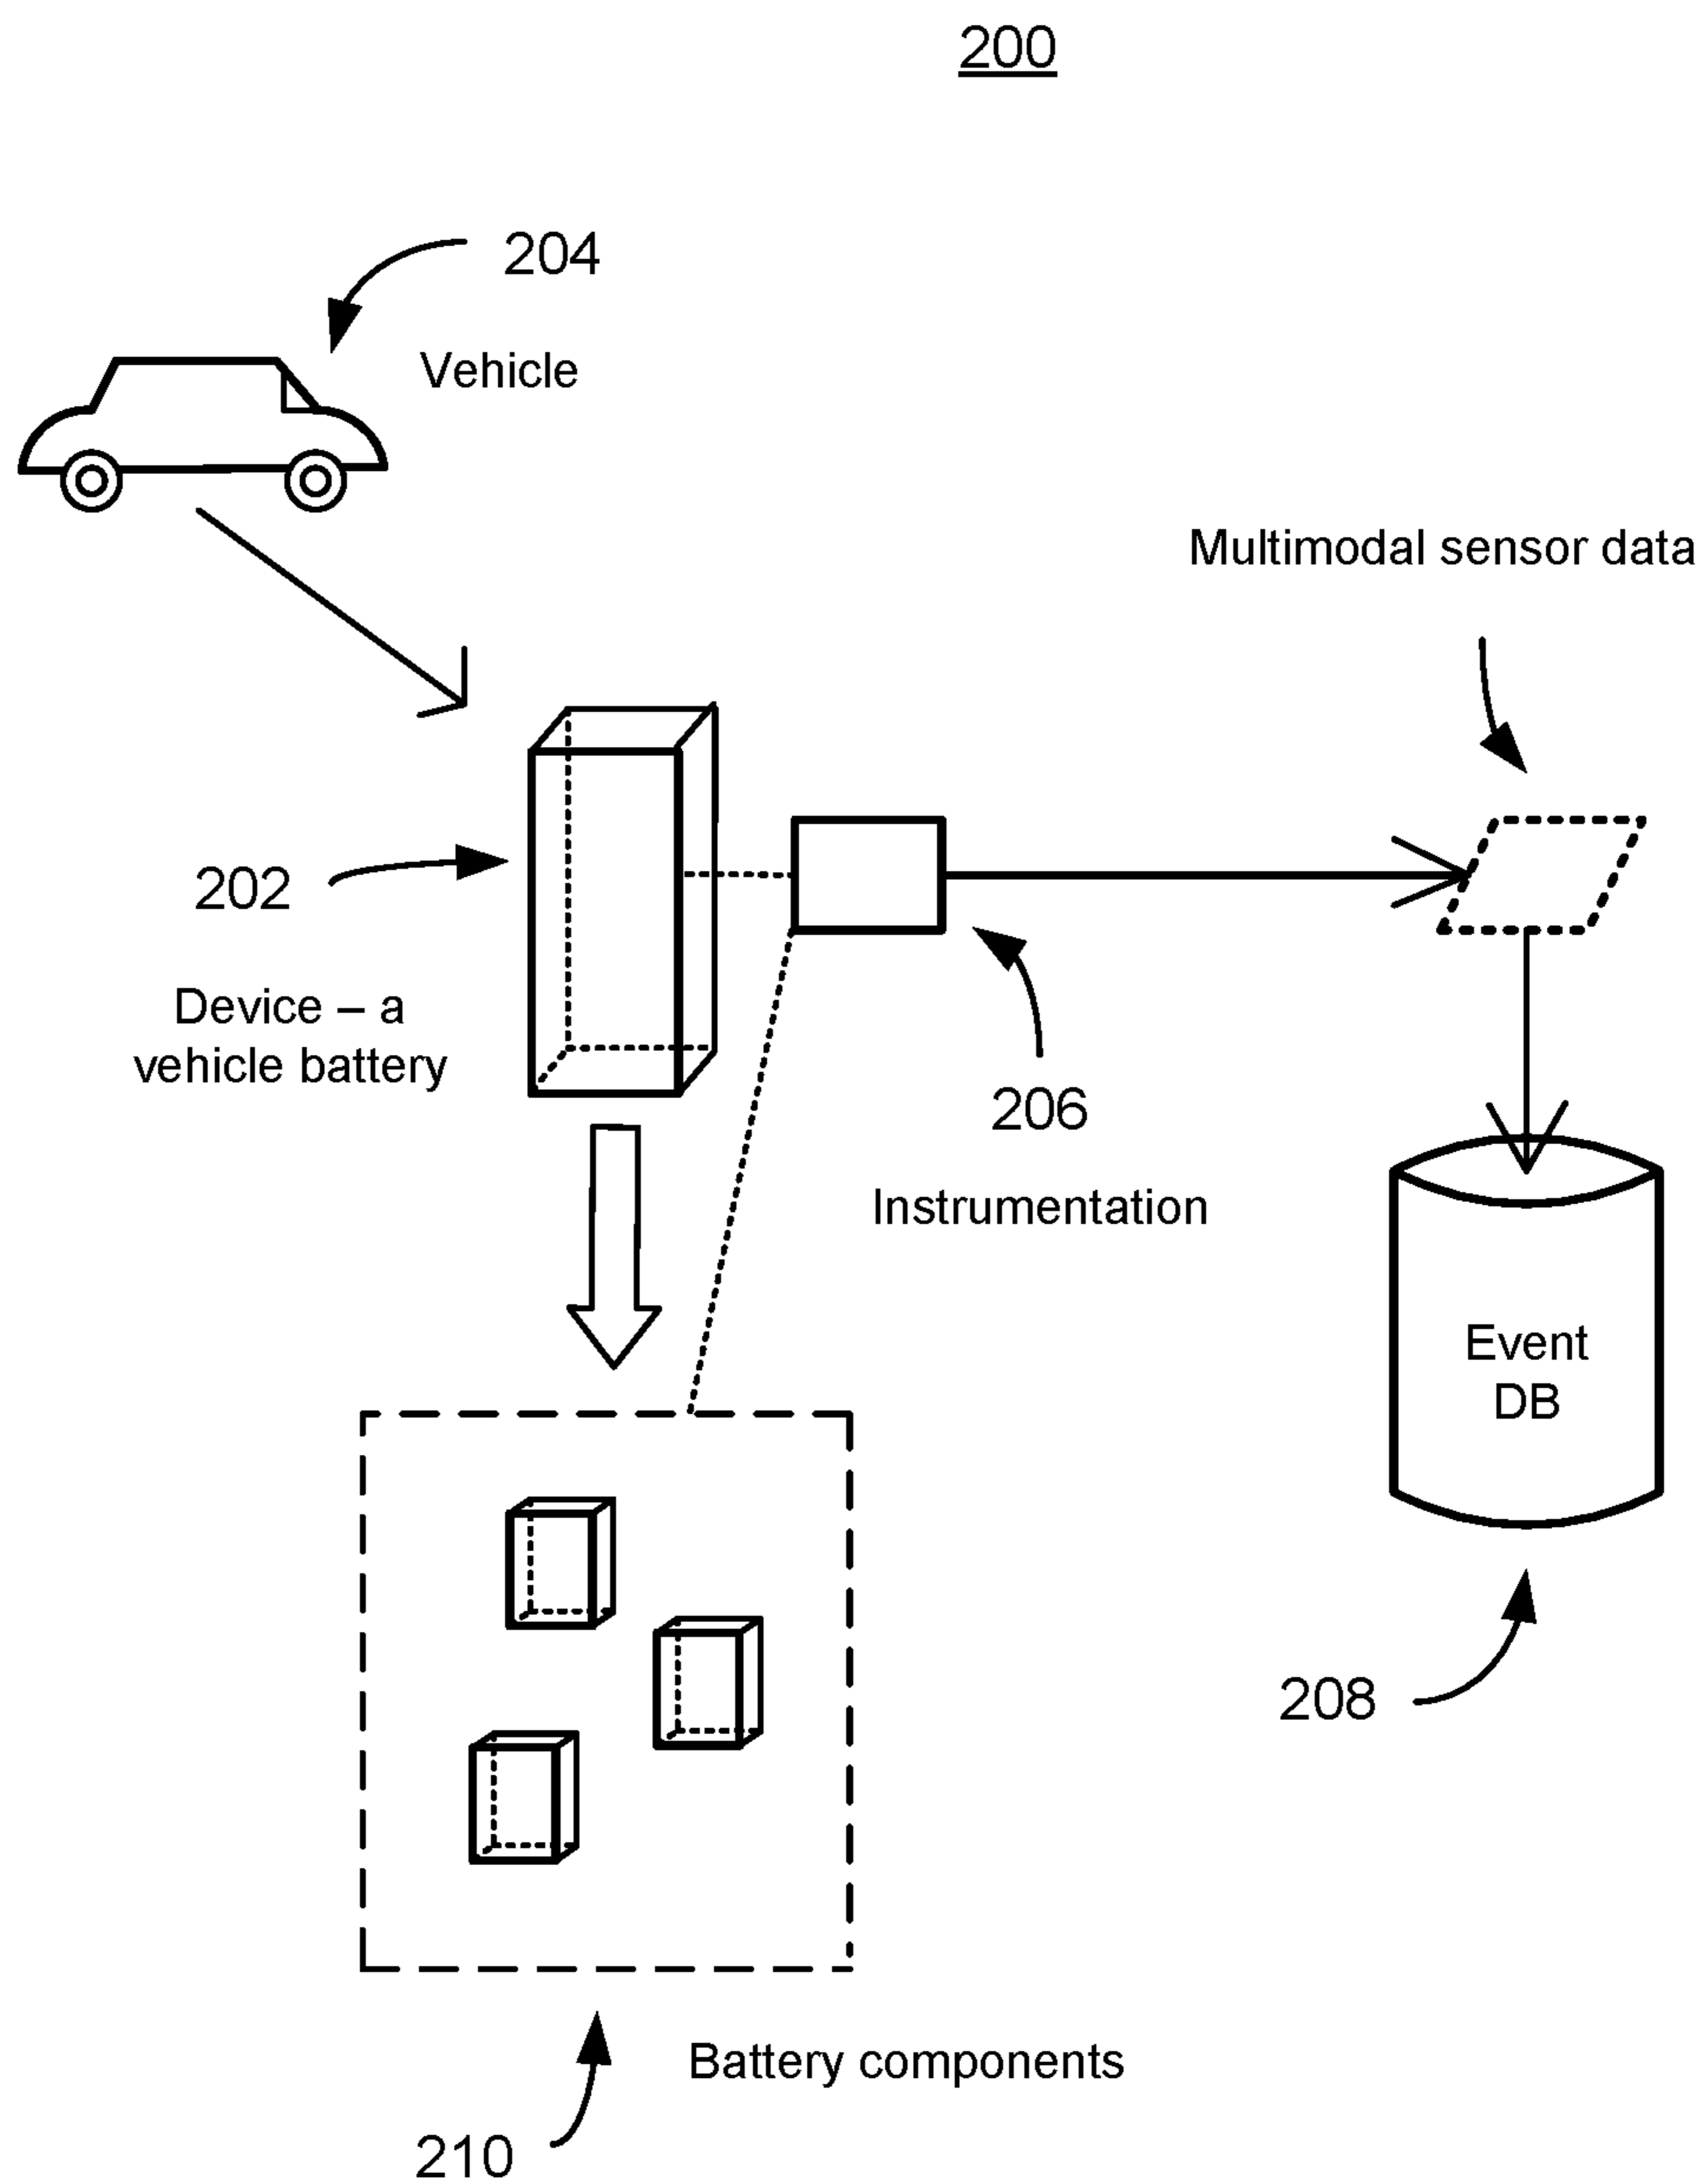 200
204
Vehicle
Multimodal sensor data
202
Device – a
vehicle battery
206
Instrumentation
Event
DB
208
Battery components
210